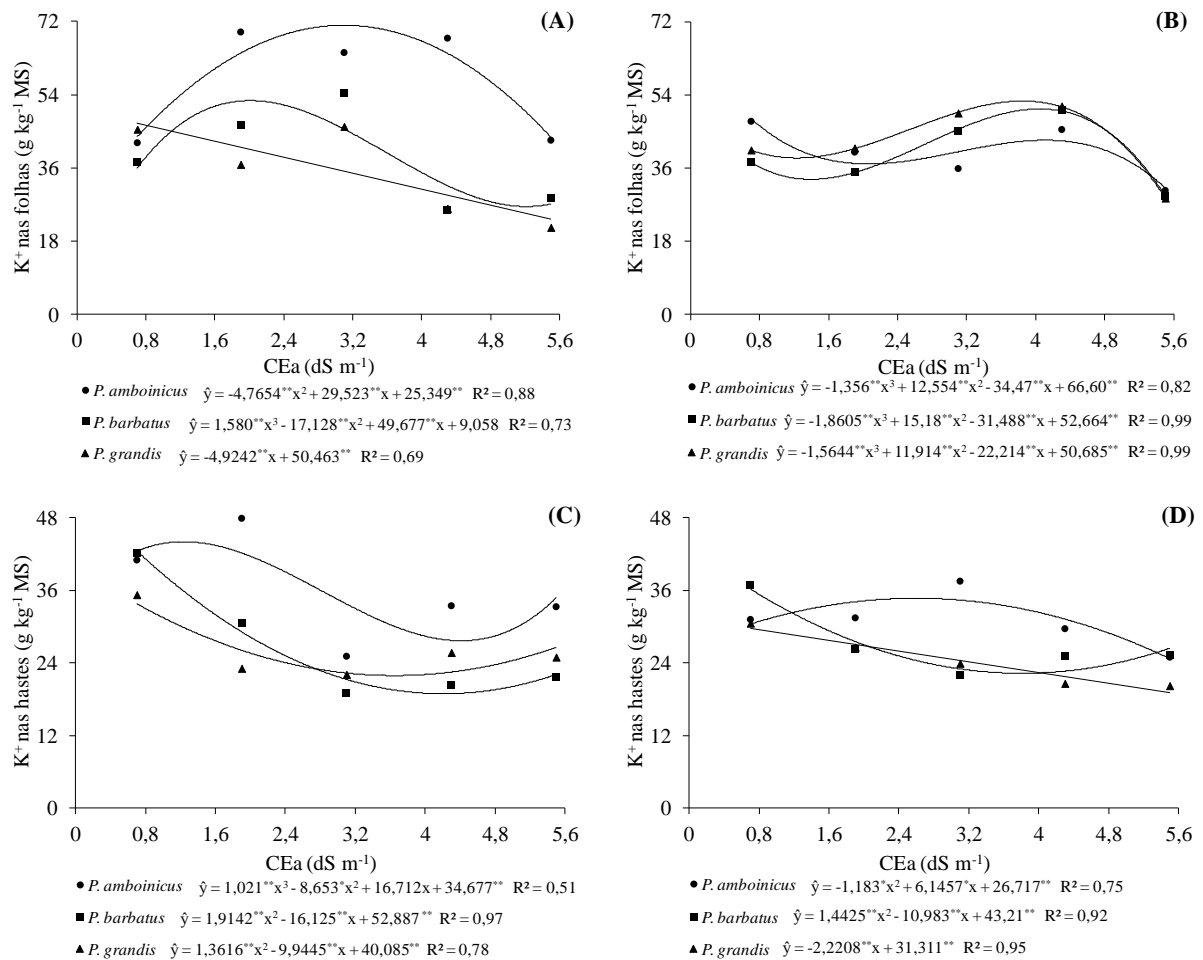 (A)
K⁺ nas folhas (g kg⁻¹ MS)
72
54
36
18
0
0 0,8 1,6 2,4 3,2 4 4,8 5,6
CEa (dS m⁻¹)
P. amboinicus ŷ = -4,7654**x² + 29,523**x + 25,349** R² = 0,88
P. barbatus ŷ = 1,580**x³ - 17,128**x² + 49,677**x + 9,058 R² = 0,73
P. grandis ŷ = -4,9242**x + 50,463** R² = 0,69
(B)
K⁺ nas folhas (g kg⁻¹ MS)
72
54
36
18
0
0 0,8 1,6 2,4 3,2 4 4,8 5,6
CEa (dS m⁻¹)
P. amboinicus ŷ = -1,356**x³ + 12,554**x² - 34,47**x + 66,60** R² = 0,82
P. barbatus ŷ = -1,8605**x³ + 15,18**x² - 31,488**x + 52,664** R² = 0,99
P. grandis ŷ = -1,5644**x³ + 11,914**x² - 22,214**x + 50,685** R² = 0,99
(C)
K⁺ nas hastes (g kg⁻¹ MS)
48
36
24
12
0
0 0,8 1,6 2,4 3,2 4 4,8 5,6
CEa (dS m⁻¹)
P. amboinicus ŷ = 1,021**x³ - 8,653*x² + 16,712x + 34,677** R² = 0,51
P. barbatus ŷ = 1,9142**x² - 16,125**x + 52,887** R² = 0,97
P. grandis ŷ = 1,3616**x² - 9,9445**x + 40,085** R² = 0,78
(D)
K⁺ nas hastes (g kg⁻¹ MS)
48
36
24
12
0
0 0,8 1,6 2,4 3,2 4 4,8 5,6
CEa (dS m⁻¹)
P. amboinicus ŷ = -1,183*x² + 6,1457*x + 26,717** R² = 0,75
P. barbatus ŷ = 1,4425**x² - 10,983**x + 43,21** R² = 0,92
P. grandis ŷ = -2,2208**x + 31,311** R² = 0,95